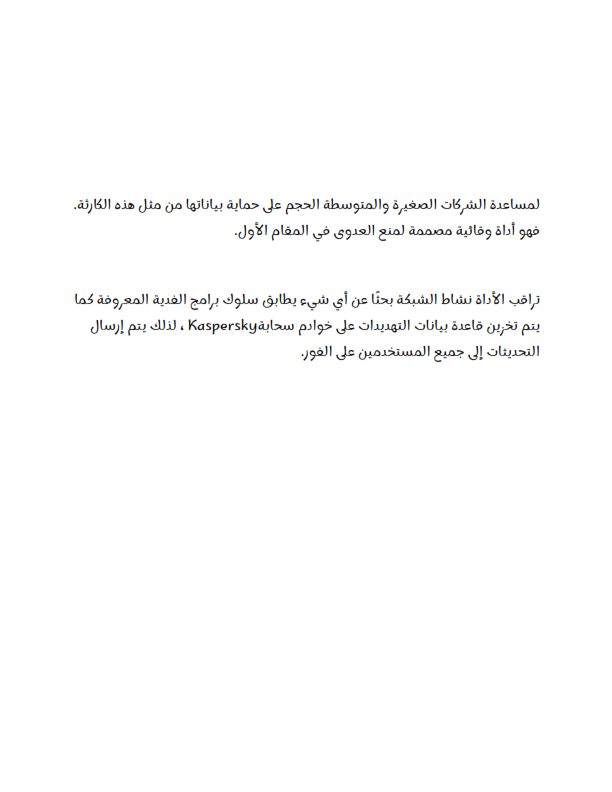 لمساعدة الشركات الصغيرة والمتوسطة الحجم على حماية بياناتها من مثل هذه الكارثة.
فهو أداة وقائية مصممة لمنع العدوى في المقام الأول.
تراقب الأداة نشاط الشبكة بحثًا عن أي شيء يطابق سلوك برامج الفدية المعروفة كما
يتم تخزين قاعدة بيانات التهديدات على خوادم سحابةKaspersky ، لذلك يتم إرسال
التحديثات إلى جميع المستخدمين على الفور.